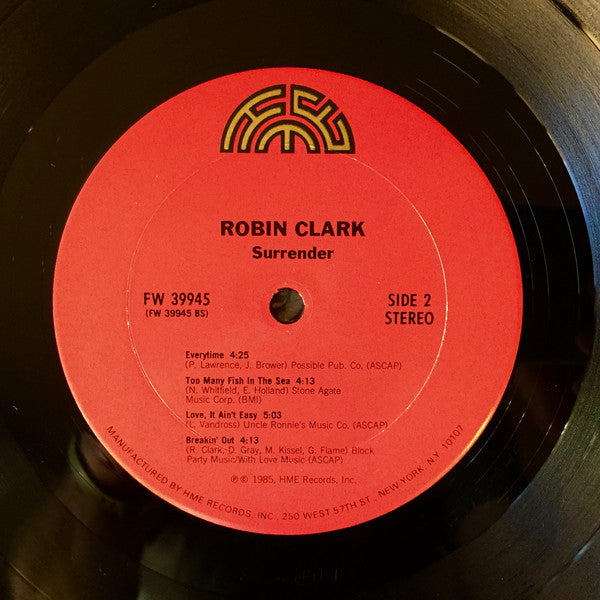 HME
ROBIN CLARK
Surrender
FW 39945
(FW 39945 BS)
SIDE 2
STEREO
Everytime 4:25
(P. Lawrence, J. Brower) Possible Pub. Co. (ASCAP)
Too Many Fish In The Sea 4:13
(N. Whitfield, E. Holland) Stone Agate
Music Corp. (BMI)
Love, It Ain't Easy 5:03
(L. Vandross) Uncle Ronnie's Music Co. (ASCAP)
Breakin' Out 4:13
(R. Clark, D. Gray, M. Kissel, G. Flame) Block
Party Music/With Love Music (ASCAP)
℗ © 1985, HME Records, Inc.
MANUFACTURED BY HME RECORDS, INC., 250 WEST 57TH ST., NEW YORK, N.Y. 10107